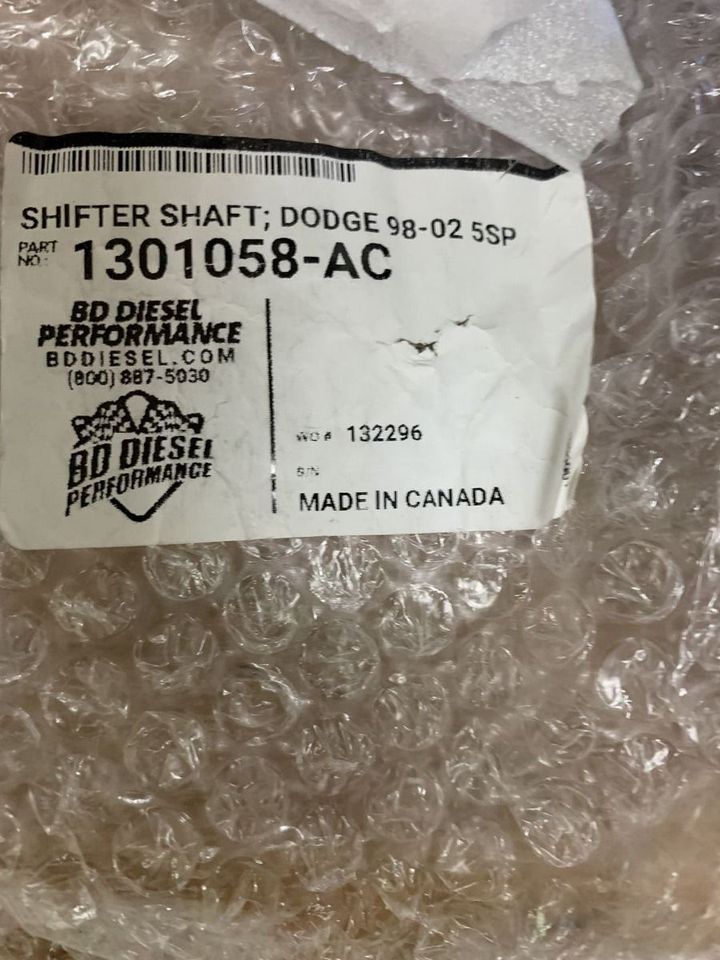 SHIFTER SHAFT; DODGE 98-02 5SP
PART NO.: 1301058-AC
BD DIESEL
PERFORMANCE
BDDIESEL.COM
(800) 887-5030
BD DIESEL
PERFORMANCE
WO # 132296
S/N
MADE IN CANADA